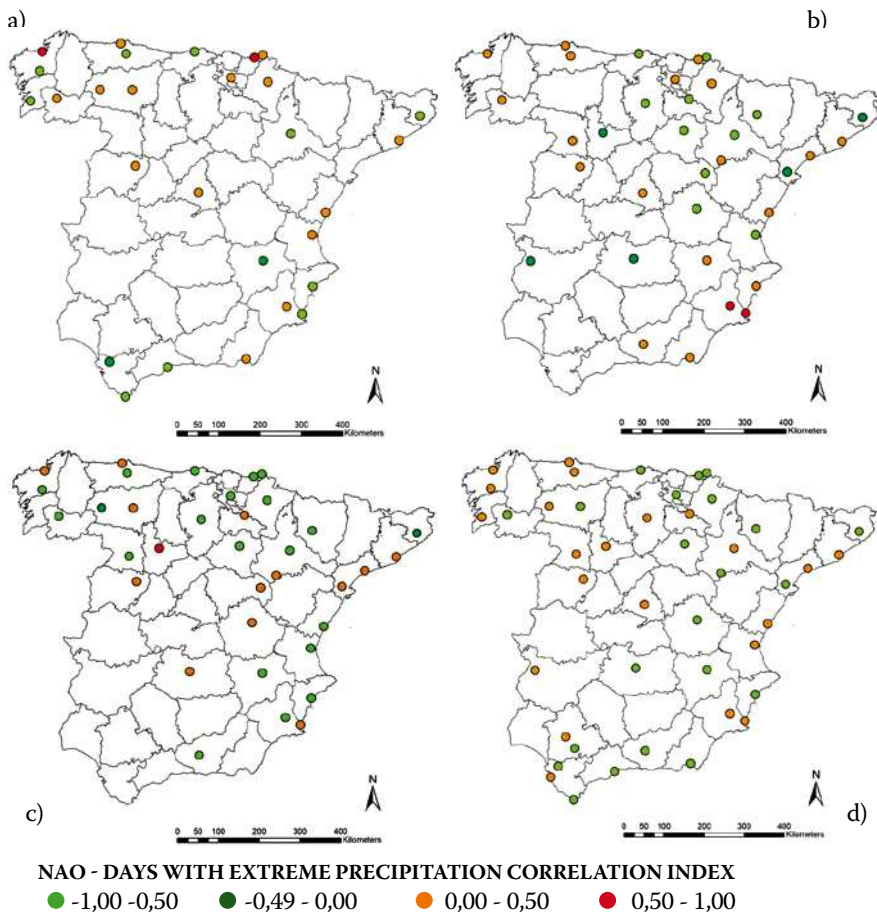 a)
b)
N
0 50 100 200 300 400
Kilometers
N
0 50 100 200 300 400
Kilometers
N
0 50 100 200 300 400
Kilometers
N
0 50 100 200 300 400
Kilometers
c)
d)
NAO - DAYS WITH EXTREME PRECIPITATION CORRELATION INDEX
-1,00 -0,50 -0,49 - 0,00 0,00 - 0,50 0,50 - 1,00